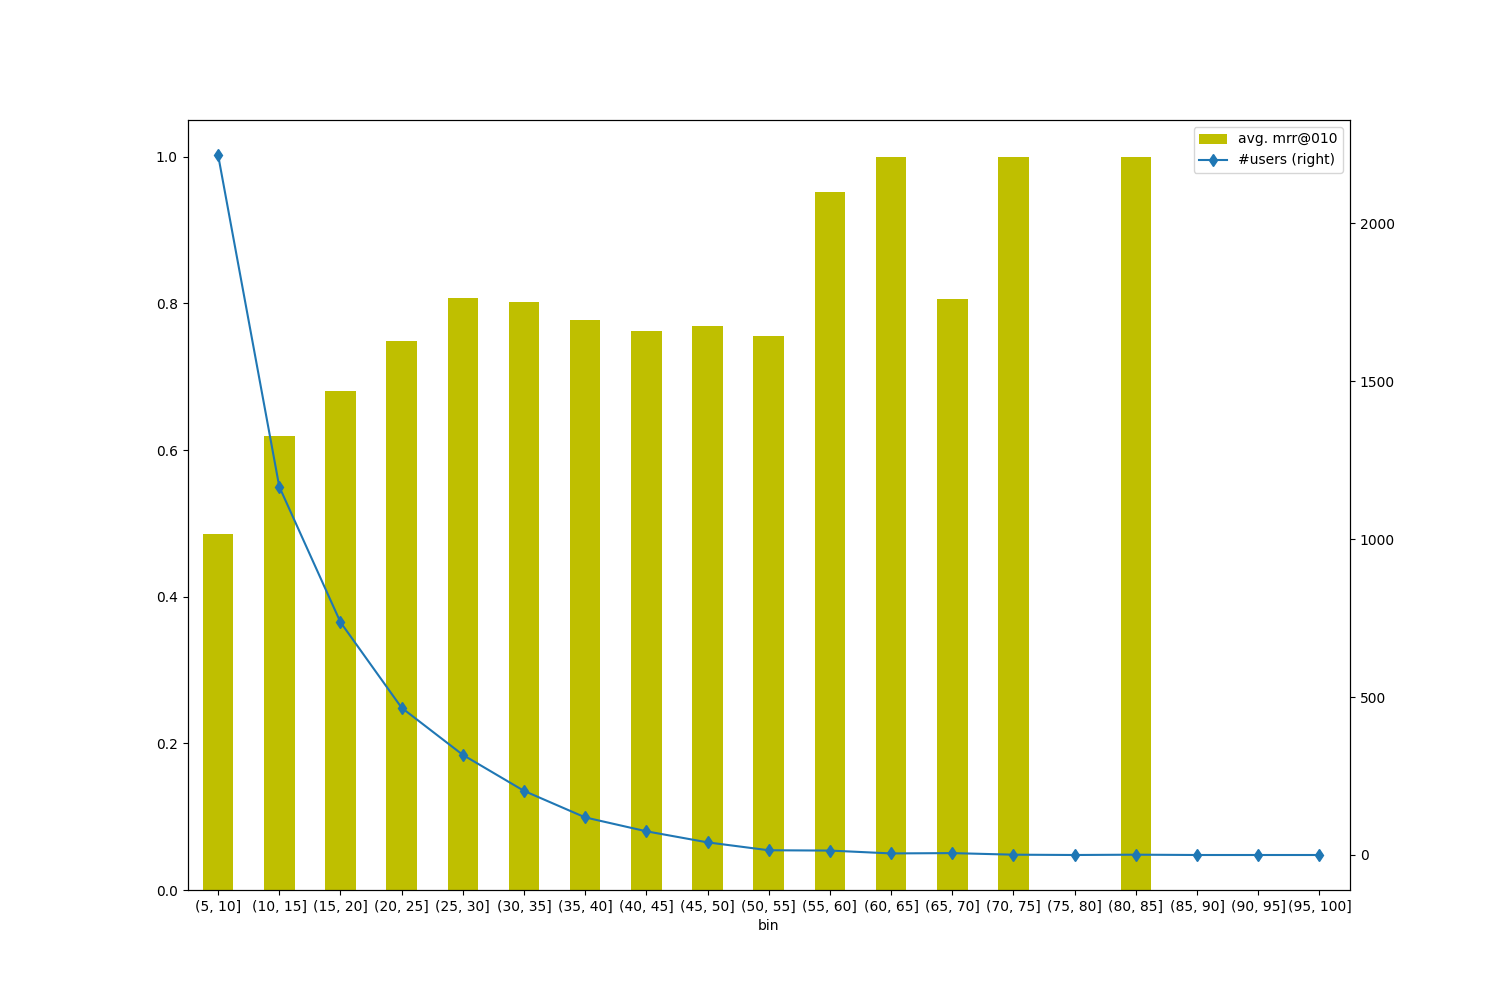 avg. mrr@010
#users (right)
1.0
0.8
0.6
0.4
0.2
0.0
2000
1500
1000
500
0
(5, 10] (10, 15] (15, 20] (20, 25] (25, 30] (30, 35] (35, 40] (40, 45] (45, 50] (50, 55] (55, 60] (60, 65] (65, 70] (70, 75] (75, 80] (80, 85] (85, 90] (90, 95] (95, 100]
bin